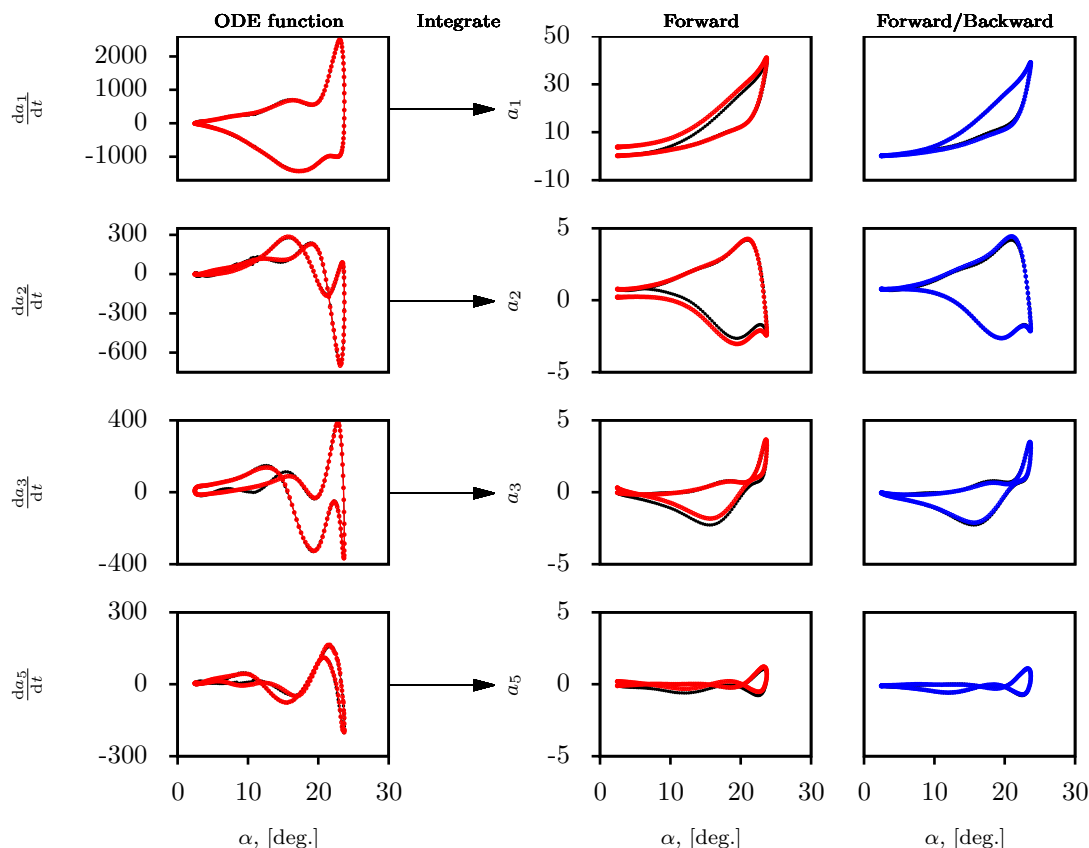 ODE function Integrate Forward Forward/Backward
da1/dt 2000 1000 0 -1000 a1 50 30 10 -10
da2/dt 300 0 -300 -600 a2 5 0 -5
da3/dt 400 0 -400 a3 5 0 -5
da5/dt 300 0 -300 a5 5 0 -5
0 10 20 30 0 10 20 30 0 10 20 30
α, [deg.] α, [deg.] α, [deg.]